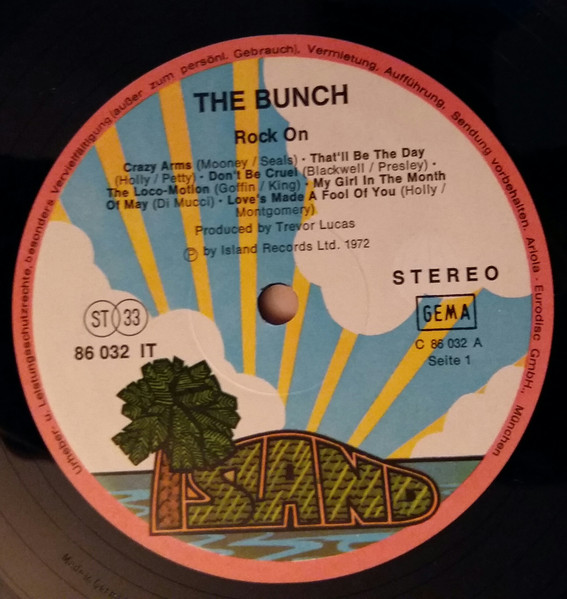 Urheber- u. Leistungsschutzrechte, besonders Vervielfältigung (außer zum persönl. Gebrauch), Vermietung, Aufführung, Sendung vorbehalten. Ariola - Eurodisc GmbH., München
THE BUNCH
Rock On
Crazy Arms (Mooney / Seals) · That'll Be The Day
(Holly / Petty) · Don't Be Cruel (Blackwell / Presley) ·
The Loco-Motion (Goffin / King) · My Girl In The Month
Of May (Di Mucci) · Love's Made A Fool Of You (Holly /
Montgomery)
Produced by Trevor Lucas
Ⓟ by Island Records Ltd. 1972
STEREO
ST 33
GEMA
86 032 IT
C 86 032 A
Seite 1
ISLAND